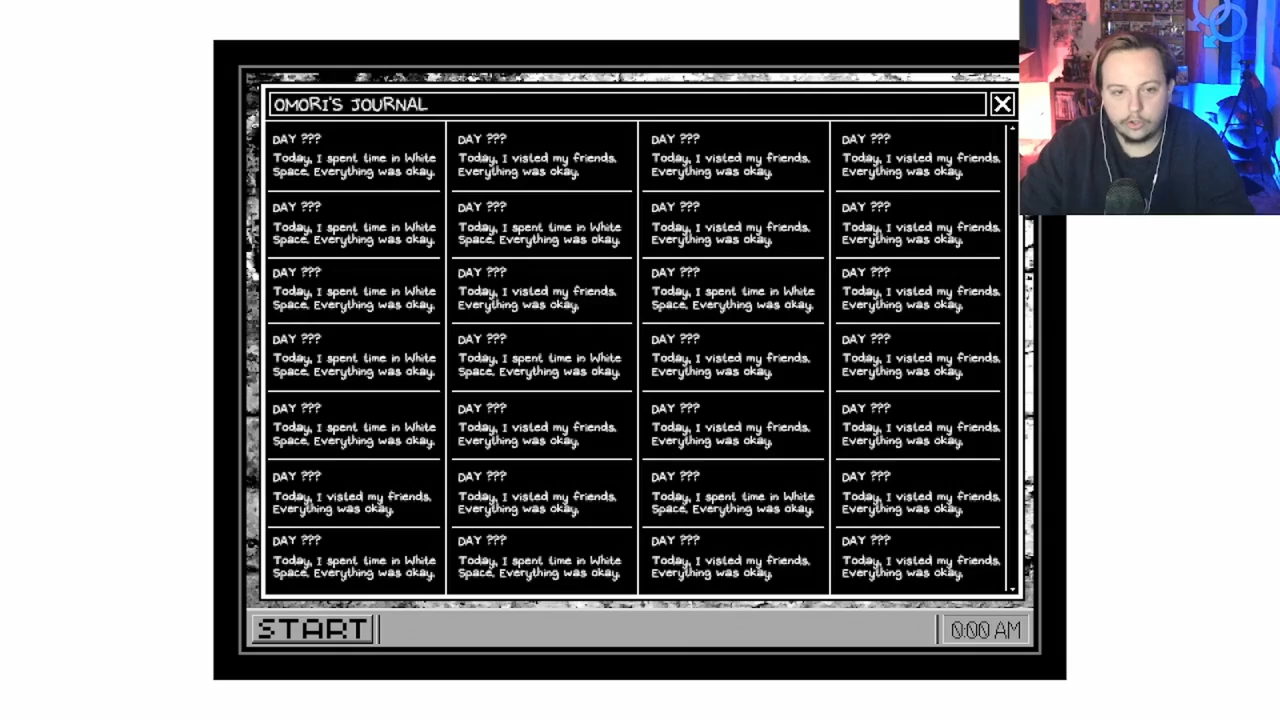 OMORI'S JOURNAL
DAY ???
Today, I spent time in White
Space. Everything was okay.
DAY ???
Today, I spent time in White
Space. Everything was okay.
DAY ???
Today, I spent time in White
Space. Everything was okay.
DAY ???
Today, I spent time in White
Space. Everything was okay.
DAY ???
Today, I spent time in White
Space. Everything was okay.
DAY ???
Today, I visted my friends.
Everything was okay.
DAY ???
Today, I spent time in White
Space. Everything was okay.
DAY ???
Today, I visted my friends.
Everything was okay.
DAY ???
Today, I spent time in White
Space. Everything was okay.
DAY ???
Today, I visted my friends.
Everything was okay.
DAY ???
Today, I spent time in White
Space. Everything was okay.
DAY ???
Today, I visted my friends.
Everything was okay.
DAY ???
Today, I visted my friends.
Everything was okay.
DAY ???
Today, I spent time in White
Space. Everything was okay.
DAY ???
Today, I visted my friends.
Everything was okay.
DAY ???
Today, I visted my friends.
Everything was okay.
DAY ???
Today, I spent time in White
Space. Everything was okay.
DAY ???
Today, I visted my friends.
Everything was okay.
DAY ???
Today, I visted my friends.
Everything was okay.
DAY ???
Today, I spent time in White
Space. Everything was okay.
DAY ???
Today, I visted my friends.
Everything was okay.
DAY ???
Today, I visted my friends.
Everything was okay.
DAY ???
Today, I visted my friends.
Everything was okay.
DAY ???
Today, I visted my friends.
Everything was okay.
DAY ???
Today, I visted my friends.
Everything was okay.
DAY ???
Today, I visted my friends.
Everything was okay.
DAY ???
Today, I visted my friends.
Everything was okay.
DAY ???
Today, I visted my friends.
Everything was okay.
START
0:00 AM